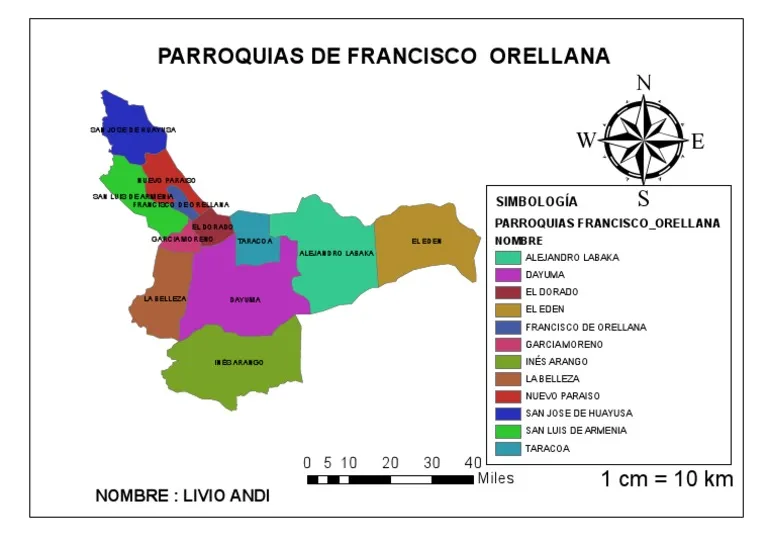 PARROQUIAS DE FRANCISCO ORELLANA
N
W E
S
SAN JOSE DE HUAYUSA
NUEVO PARAISO
SAN LUIS DE ARMENIA
FRANCISCO DE ORELLANA
EL DORADO
GARCIAMORENO
TARACOA
ALEJANDRO LABAKA
EL EDEN
LA BELLEZA
DAYUMA
INÉS ARANGO
SIMBOLOGÍA
PARROQUIAS FRANCISCO_ORELLANA
NOMBRE
ALEJANDRO LABAKA
DAYUMA
EL DORADO
EL EDEN
FRANCISCO DE ORELLANA
GARCIAMORENO
INÉS ARANGO
LA BELLEZA
NUEVO PARAISO
SAN JOSE DE HUAYUSA
SAN LUIS DE ARMENIA
TARACOA
0 5 10 20 30 40
Miles
1 cm = 10 km
NOMBRE : LIVIO ANDI